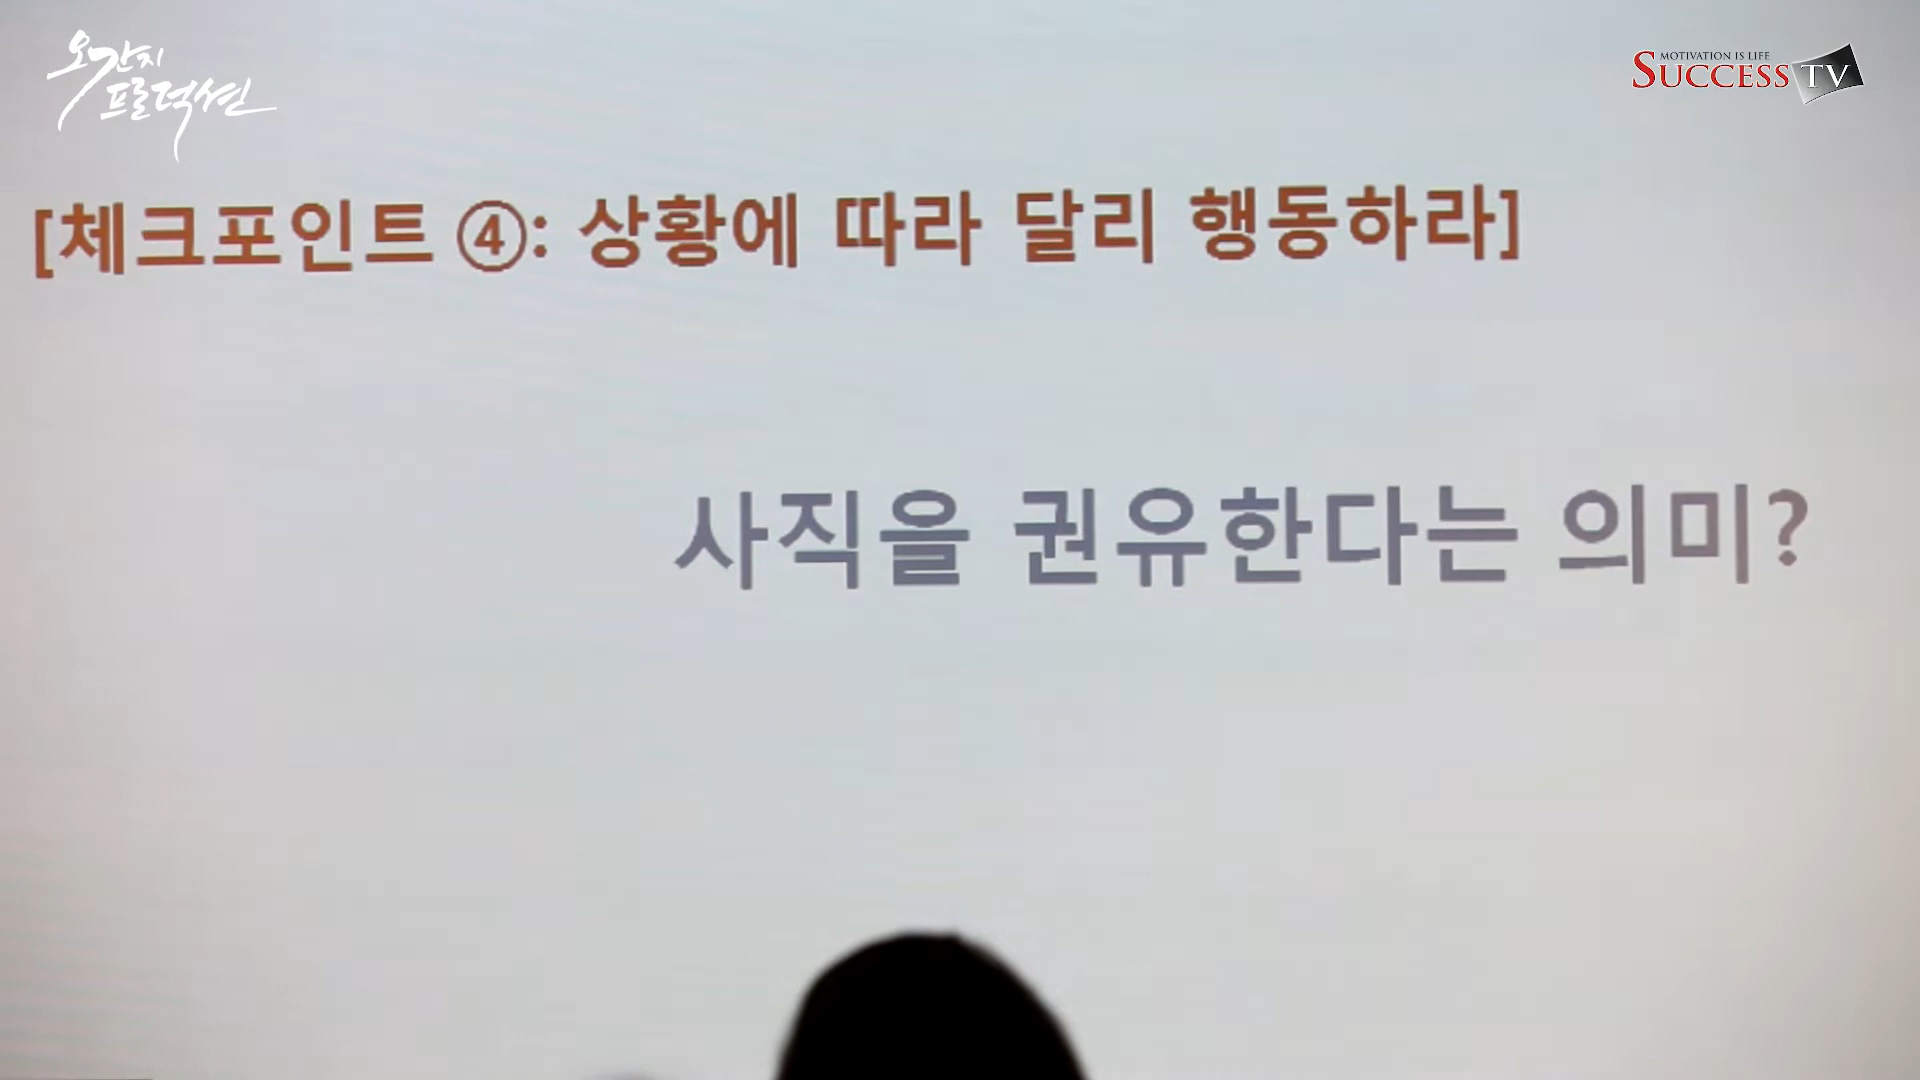 오간지
프로덕션
MOTIVATION IS LIFE
SUCCESS TV
[체크포인트 ④: 상황에 따라 달리 행동하라]
사직을 권유한다는 의미?